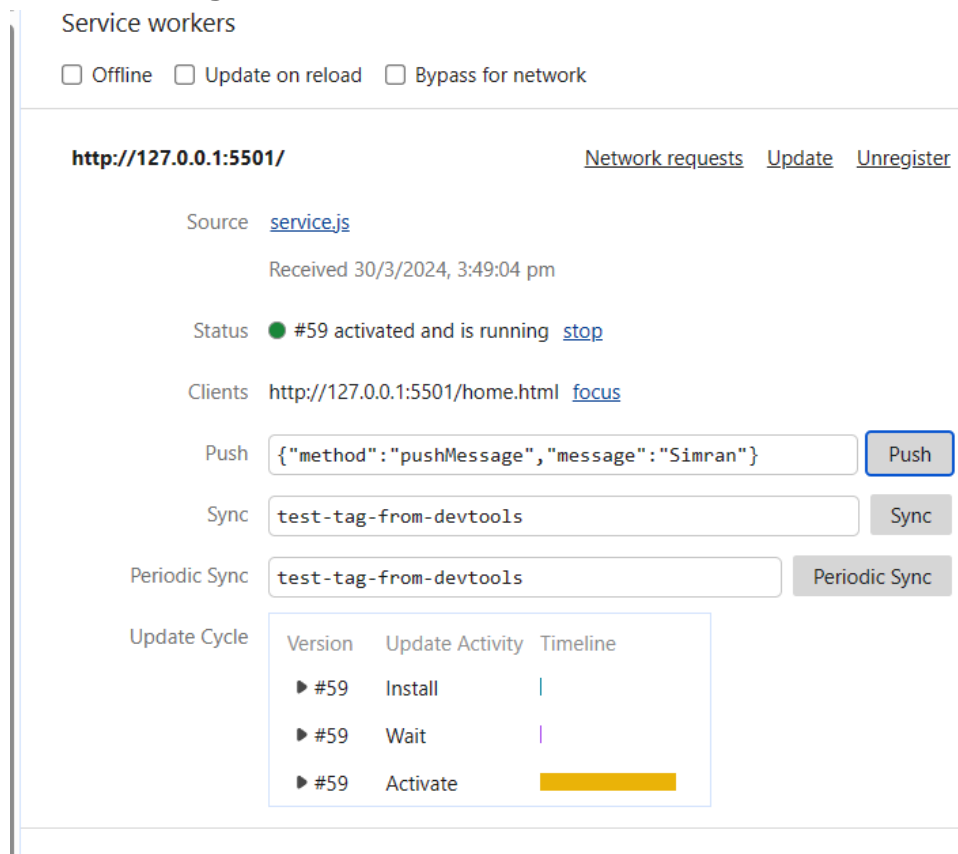 Service workers
Offline Update on reload Bypass for network
http://127.0.0.1:5501/ Network requests Update Unregister
Source service.js
Received 30/3/2024, 3:49:04 pm
Status #59 activated and is running stop
Clients http://127.0.0.1:5501/home.html focus
Push {"method":"pushMessage","message":"Simran"} Push
Sync test-tag-from-devtools Sync
Periodic Sync test-tag-from-devtools Periodic Sync
Update Cycle Version Update Activity Timeline
#59 Install
#59 Wait
#59 Activate